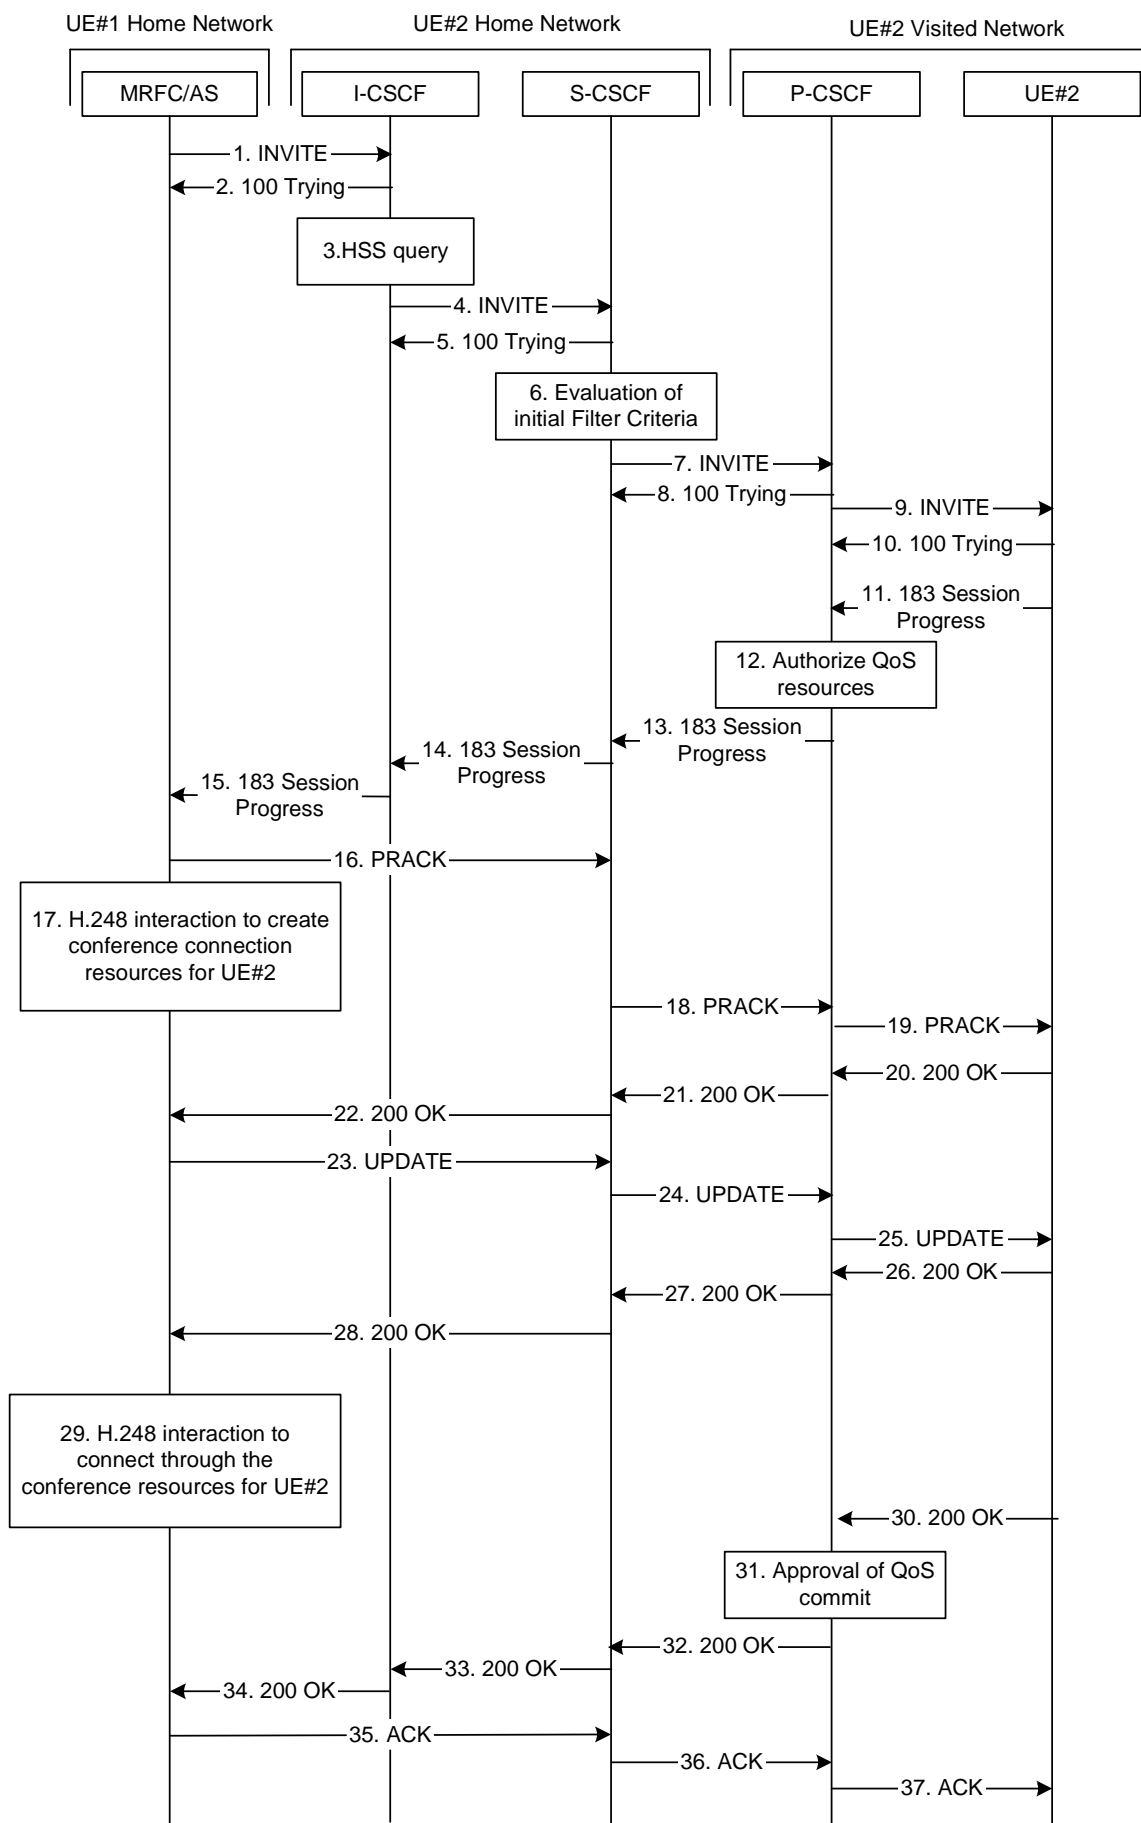 UE#1 Home Network
UE#2 Home Network
UE#2 Visited Network
MRFC/AS
I-CSCF
S-CSCF
P-CSCF
UE#2
1. INVITE
2. 100 Trying
3.HSS query
4. INVITE
5. 100 Trying
6. Evaluation of
initial Filter Criteria
7. INVITE
8. 100 Trying
9. INVITE
10. 100 Trying
11. 183 Session
Progress
12. Authorize QoS
resources
13. 183 Session
Progress
14. 183 Session
Progress
15. 183 Session
Progress
16. PRACK
17. H.248 interaction to create
conference connection
resources for UE#2
18. PRACK
19. PRACK
20. 200 OK
21. 200 OK
22. 200 OK
23. UPDATE
24. UPDATE
25. UPDATE
26. 200 OK
27. 200 OK
28. 200 OK
29. H.248 interaction to
connect through the
conference resources for UE#2
30. 200 OK
31. Approval of QoS
commit
32. 200 OK
33. 200 OK
34. 200 OK
35. ACK
36. ACK
37. ACK